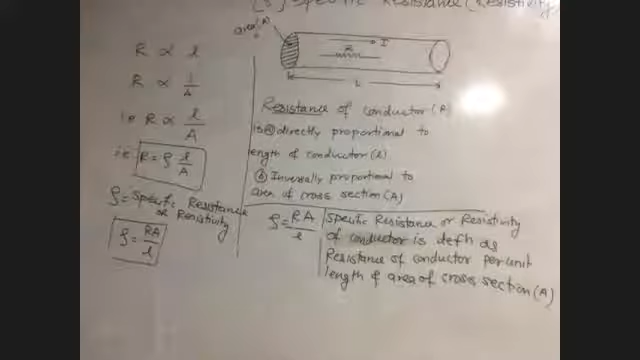 (5) Specific Resistance (Resistivity)
area (A)
I
R
L
R ∝ l
R ∝ 1/A
i.e R ∝ l/A
i.e. R = ρ l/A
ρ = Specific Resistance
or Resistivity
ρ = RA/l
Resistance of conductor (R)
is ⓐ directly proportional to
length of conductor (l)
ⓑ Inversally proportional to
area of cross section (A)
ρ = RA/l
Specific Resistance or Resistivity
of conductor is defn as
Resistance of conductor per unit
length & area of cross section (A)